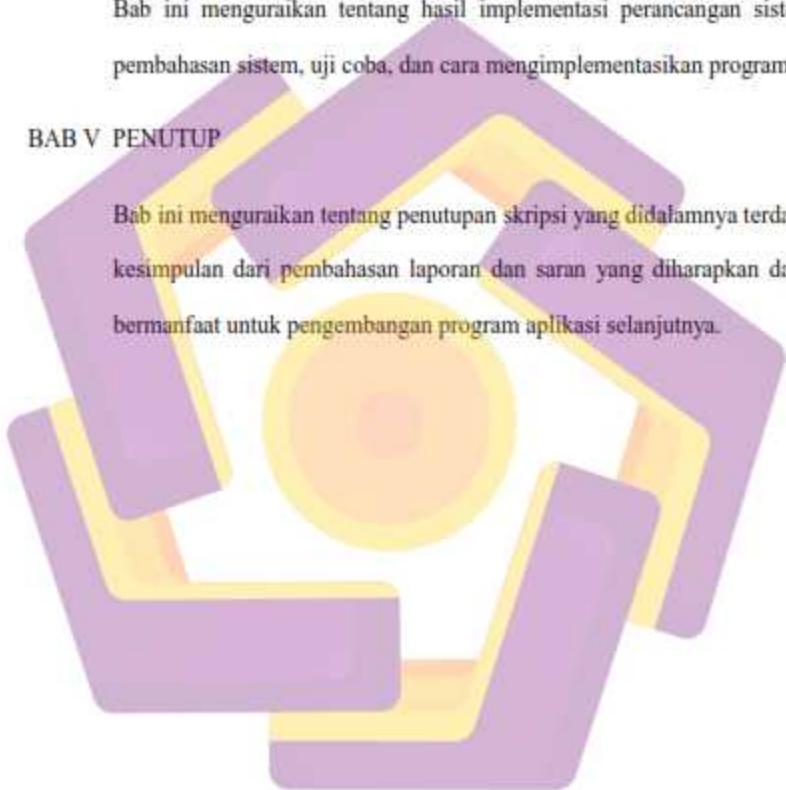 Bab ini menguraikan tentang hasil implementasi perancangan
pembahasan sistem, uji coba, dan cara mengimplementasikan program
BAB V PENUTUP
Bab ini menguraikan tentang penutupan skripsi yang didalamnya
kesimpulan dari pembahasan laporan dan saran yang diharapkan
bermanfaat untuk pengembangan program aplikasi selanjutnya.